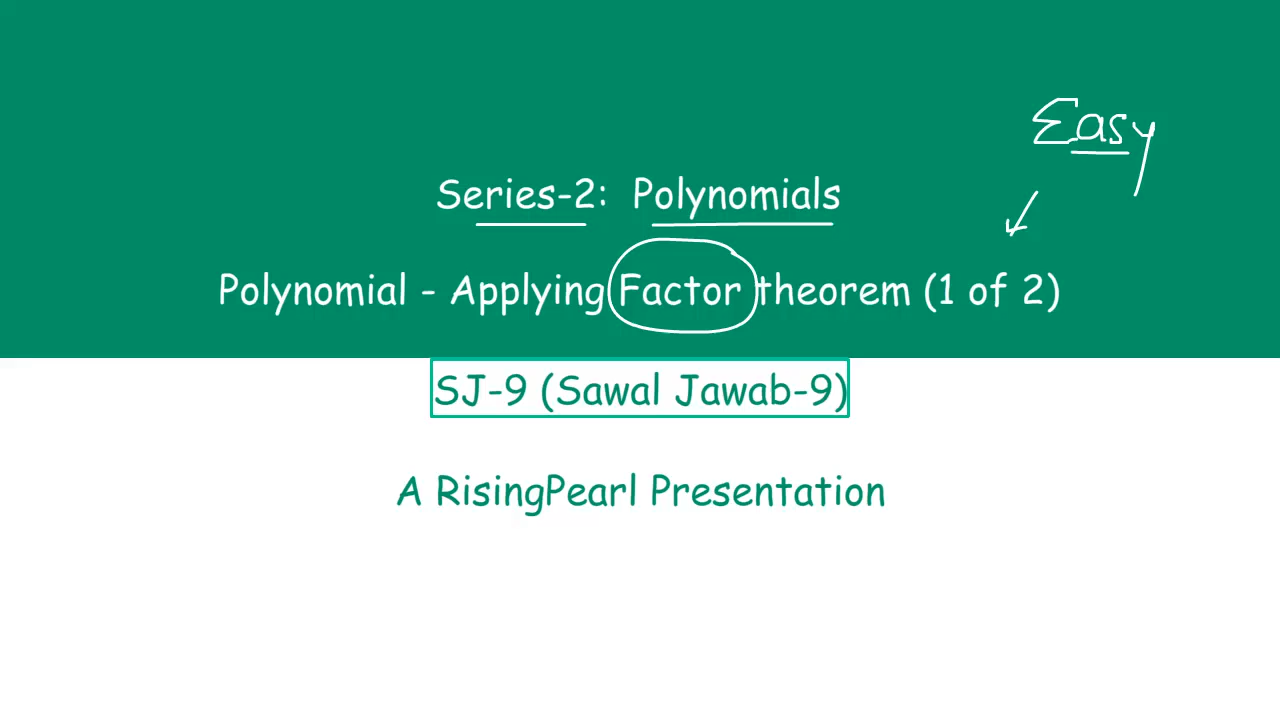 Easy
Series-2: Polynomials
Polynomial - Applying Factor theorem (1 of 2)
SJ-9 (Sawal Jawab-9)
A RisingPearl Presentation